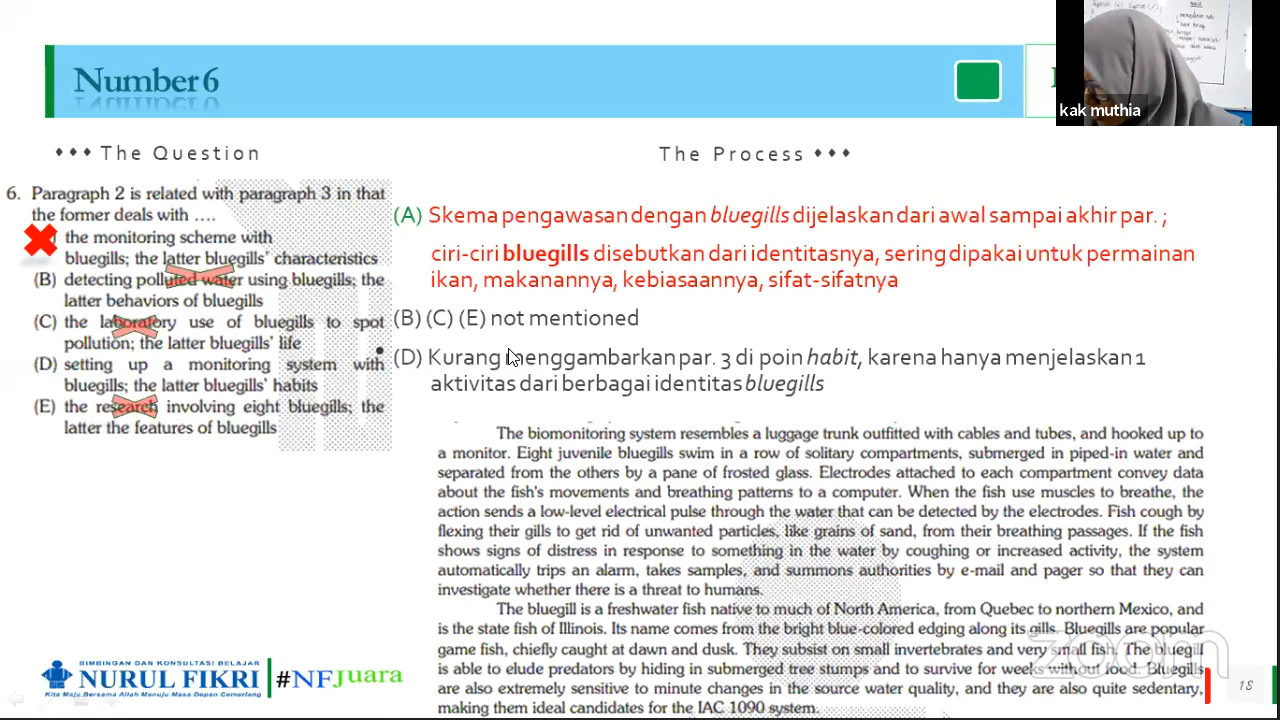 Number 6
kak muthia
••• The Question
The Process •••
6. Paragraph 2 is related with paragraph 3 in that
the former deals with ....
the monitoring scheme with
bluegills; the latter bluegills' characteristics
(B) detecting polluted water using bluegills; the
latter behaviors of bluegills
(C) the laboratory use of bluegills to spot
pollution; the latter bluegills' life
(D) setting up a monitoring system with
bluegills; the latter bluegills' habits
(E) the research involving eight bluegills; the
latter the features of bluegills
(A) Skema pengawasan dengan bluegills dijelaskan dari awal sampai akhir par. ;
ciri-ciri bluegills disebutkan dari identitasnya, sering dipakai untuk permainan
ikan, makanannya, kebiasaannya, sifat-sifatnya
(B) (C) (E) not mentioned
(D) Kurang menggambarkan par. 3 di poin habit, karena hanya menjelaskan 1
aktivitas dari berbagai identitas bluegills
The biomonitoring system resembles a luggage trunk outfitted with cables and tubes, and hooked up to
a monitor. Eight juvenile bluegills swim in a row of solitary compartments, submerged in piped-in water and
separated from the others by a pane of frosted glass. Electrodes attached to each compartment convey data
about the fish's movements and breathing patterns to a computer. When the fish use muscles to breathe, the
action sends a low-level electrical pulse through the water that can be detected by the electrodes. Fish cough by
flexing their gills to get rid of unwanted particles, like grains of sand, from their breathing passages. If the fish
shows signs of distress in response to something in the water by coughing or increased activity, the system
automatically trips an alarm, takes samples, and summons authorities by e-mail and pager so that they can
investigate whether there is a threat to humans.
The bluegill is a freshwater fish native to much of North America, from Quebec to northern Mexico, and
is the state fish of Illinois. Its name comes from the bright blue-colored edging along its gills. Bluegills are popular
game fish, chiefly caught at dawn and dusk. They subsist on small invertebrates and very small fish. The bluegill
is able to elude predators by hiding in submerged tree stumps and to survive for weeks without food. Bluegills
are also extremely sensitive to minute changes in the source water quality, and they are also quite sedentary,
making them ideal candidates for the IAC 1090 system.
zoom
BIMBINGAN DAN KONSULTASI BELAJAR
NURUL FIKRI
Kita Maju Bersama Allah Menuju Masa Depan Cemerlang
#NFJuara
18